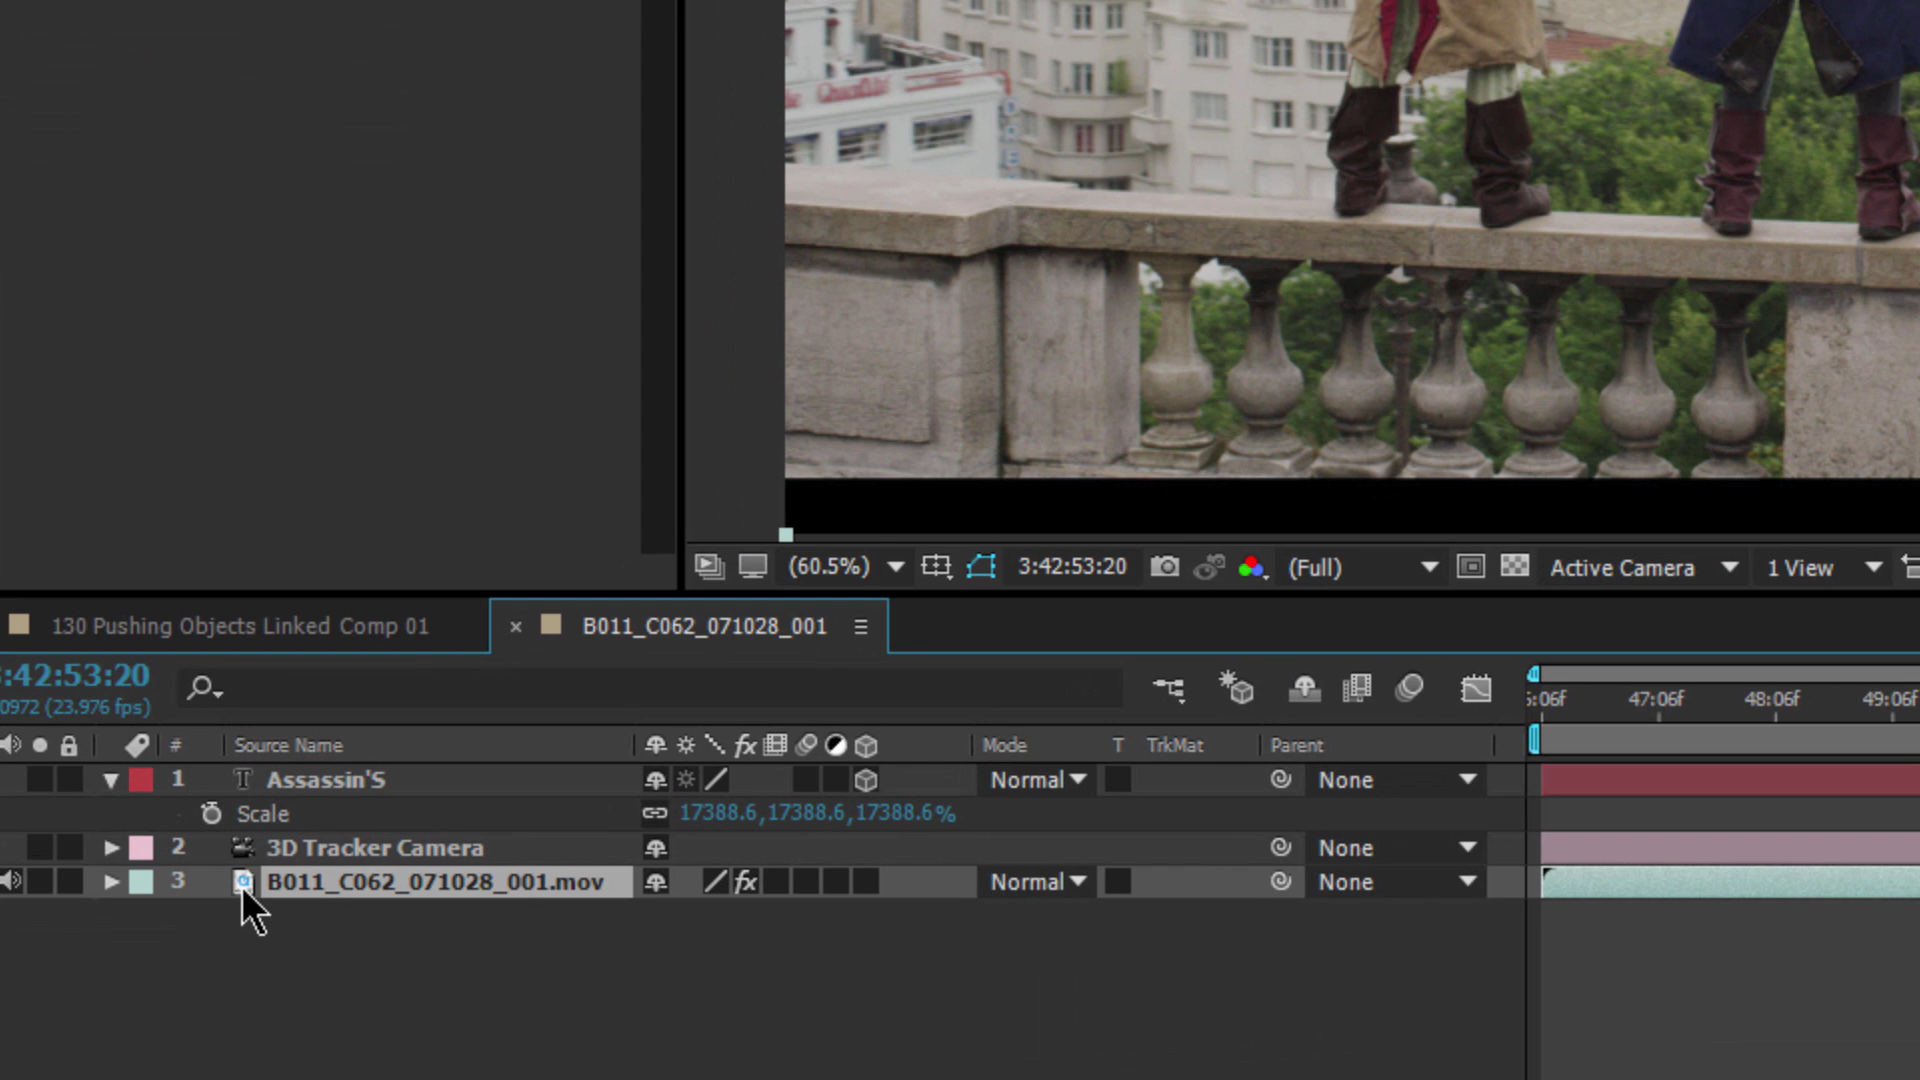 Chocolat
(60.5%)
3:42:53:20
(Full)
Active Camera
1 View
130 Pushing Objects Linked Comp 01
× B011_C062_071028_001
:42:53:20
0972 (23.976 fps)
:06f 47:06f 48:06f 49:06f
# Source Name fx Mode T TrkMat Parent
1 T Assassin'S Normal None
Scale 17388.6,17388.6,17388.6%
2 3D Tracker Camera None
3 B011_C062_071028_001.mov fx Normal None